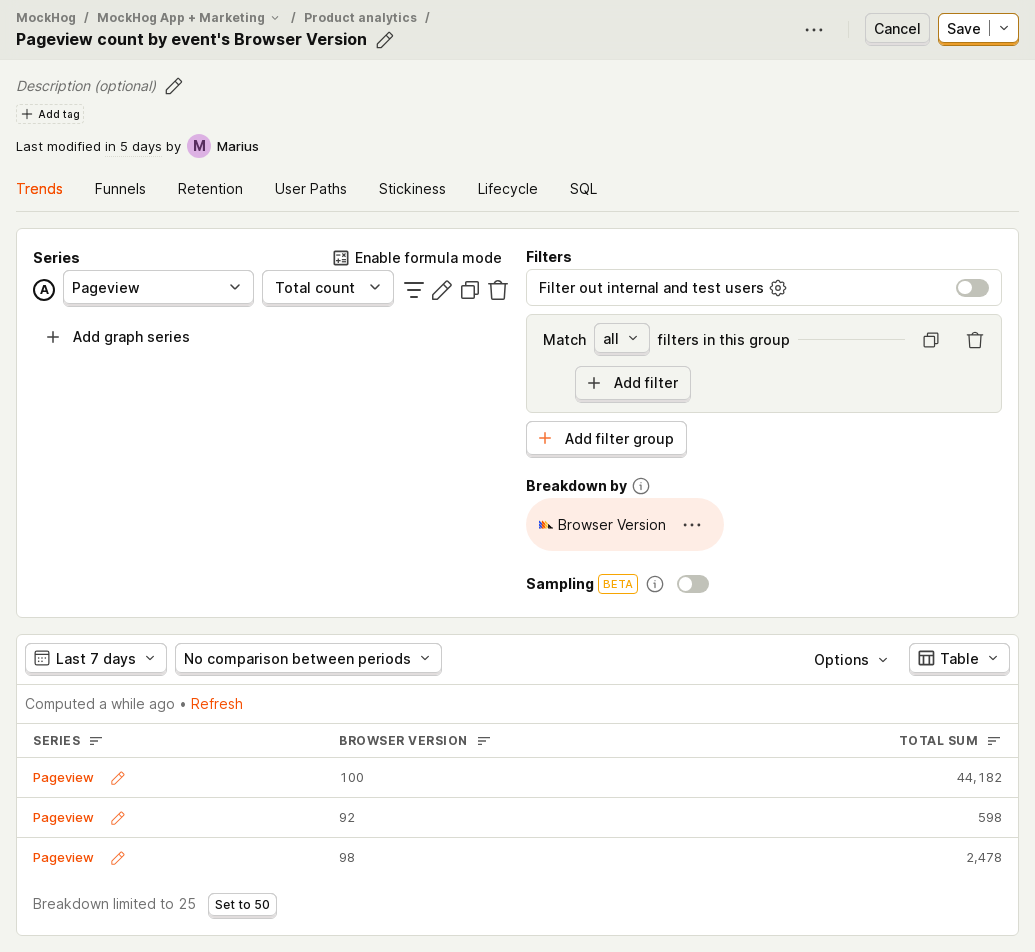 MockHog / MockHog App + Marketing / Product analytics /
Pageview count by event's Browser Version
Cancel
Save
Description (optional)
Add tag
Last modified in 5 days by M Marius
Trends Funnels Retention User Paths Stickiness Lifecycle SQL
Series
Enable formula mode
A Pageview Total count
Add graph series
Filters
Filter out internal and test users
Match all filters in this group
Add filter
Add filter group
Breakdown by
Browser Version
Sampling BETA
Last 7 days No comparison between periods Options Table
Computed a while ago • Refresh
SERIES BROWSER VERSION TOTAL SUM
Pageview 100 44,182
Pageview 92 598
Pageview 98 2,478
Breakdown limited to 25 Set to 50